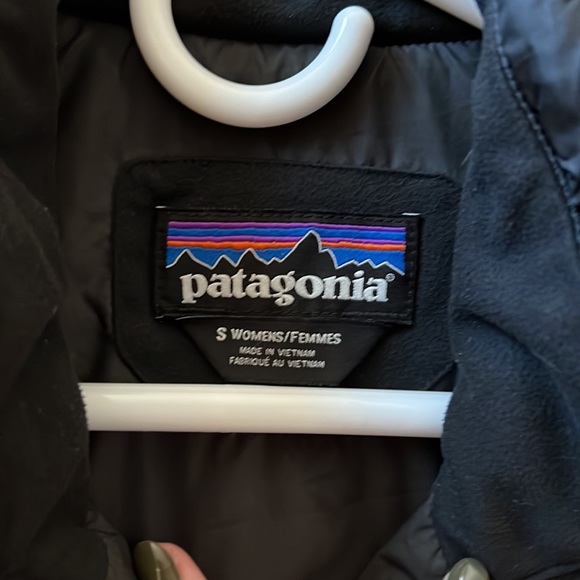 patagonia®
S WOMENS/FEMMES
MADE IN VIETNAM
FABRIQUÉ AU VIETNAM